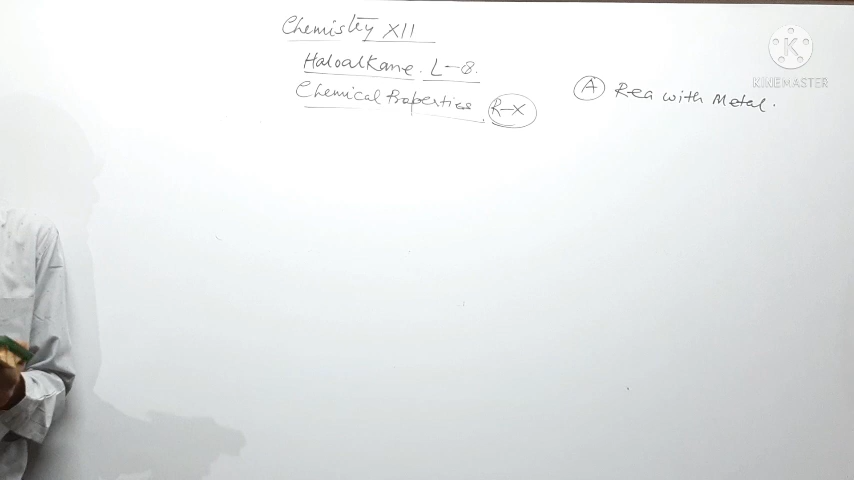 Chemistry XII
Haloalkane. L-8.
Chemical Properties. R-X
A Rea with Metal.
K
KINEMASTER